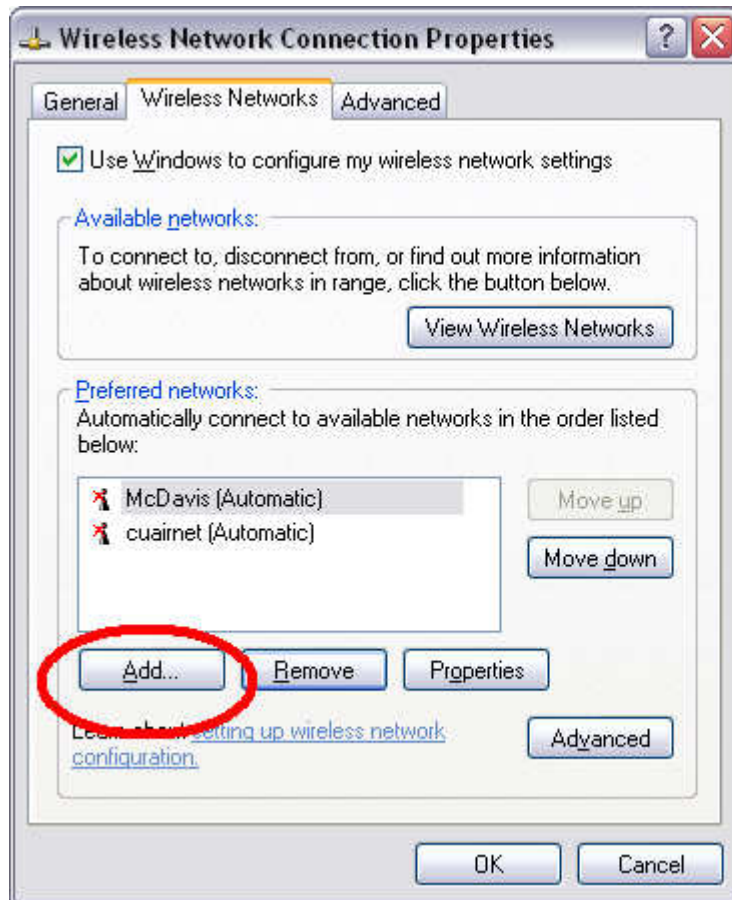 Wireless Network Connection Properties
General Wireless Networks Advanced
Use Windows to configure my wireless network settings
Available networks:
To connect to, disconnect from, or find out more information
about wireless networks in range, click the button below.
View Wireless Networks
Preferred networks:
Automatically connect to available networks in the order listed
below:
McDavis (Automatic)
Move up
cuairnet (Automatic)
Move down
Add... Remove Properties
Learn about setting up wireless network
configuration.
Advanced
OK Cancel